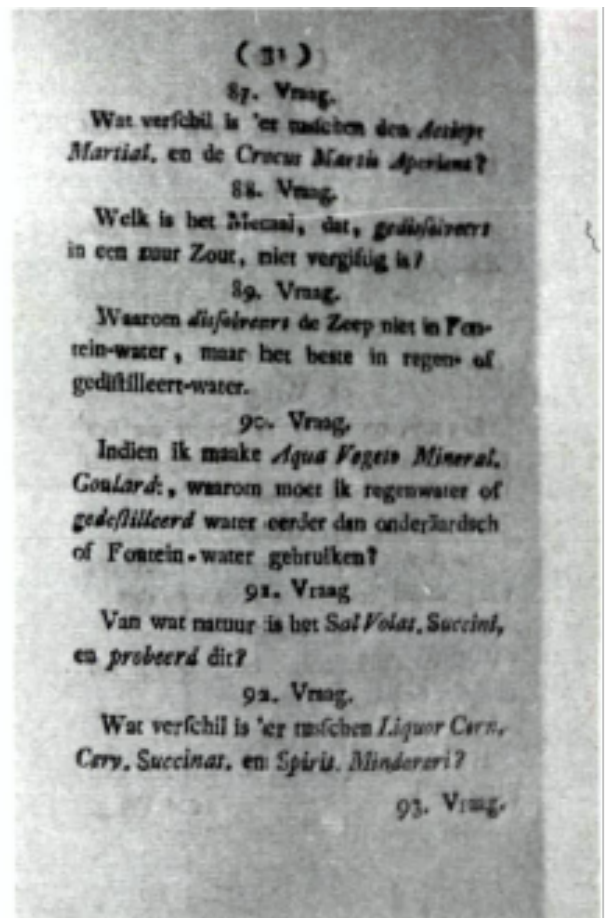 ( 31 )
87. Vraag.
Wat verſchil is 'er tusſchen den Aethiops
Martial. en de Crocus Martis Aperiens?
88. Vraag.
Welk is het Metaal, dat, gedisſolveert
in een zuur Zout, niet vergiftig is?
89. Vraag.
Waarom disſolveert de Zeep niet in Fon-
tein-water, maar het beste in regen- of
gediſtilleert-water.
90. Vraag.
Indien ik maake Aqua Vegeto Mineral.
Goulard:, waarom moet ik regenwater of
gedeſtilleerd water eerder dan onderäardsch
of Fontein-water gebruiken?
91. Vraag
Van wat natuur is het Sal Volat. Succini,
en probeerd dit?
92. Vraag.
Wat verſchil is 'er tusſchen Liquor Corn.
Cerv. Succinat. en Spirit. Mindereri?
93. Vraag.